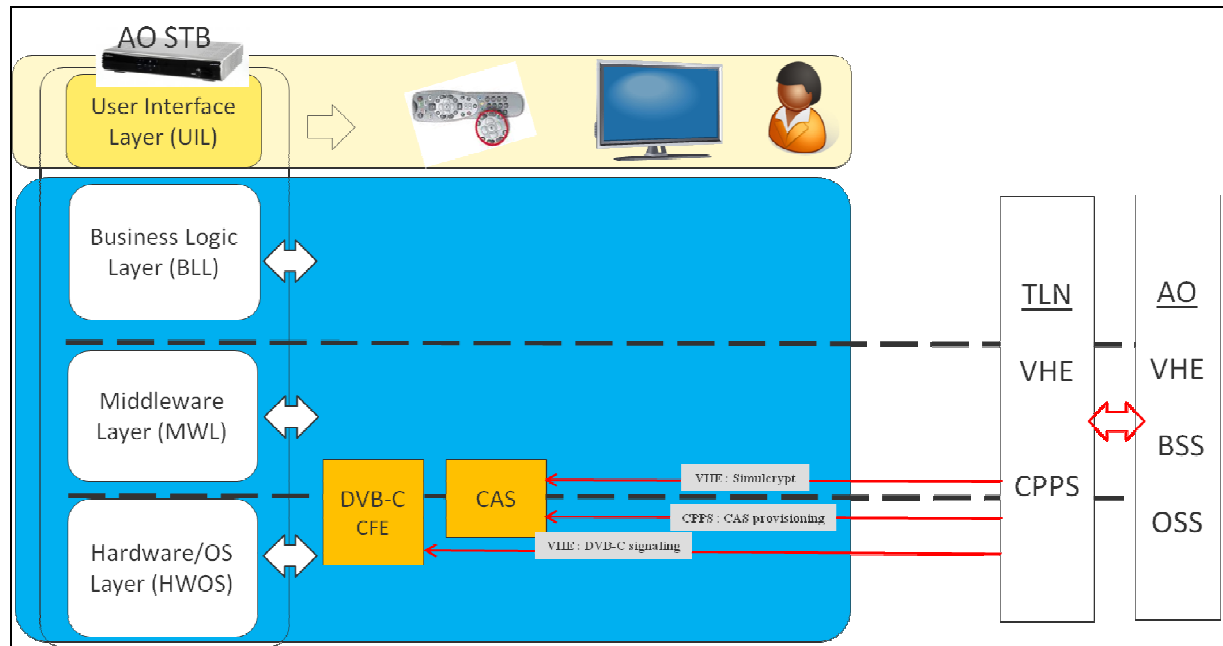 AO STB
User Interface
Layer (UIL)
Business Logic
Layer (BLL)
Middleware
Layer (MWL)
Hardware/OS
Layer (HWOS)
DVB-C
CFE
CAS
VHE : Simulcrypt
CPPS : CAS provisioning
VHE : DVB-C signaling
TLN
VHE
CPPS
AO
VHE
BSS
OSS